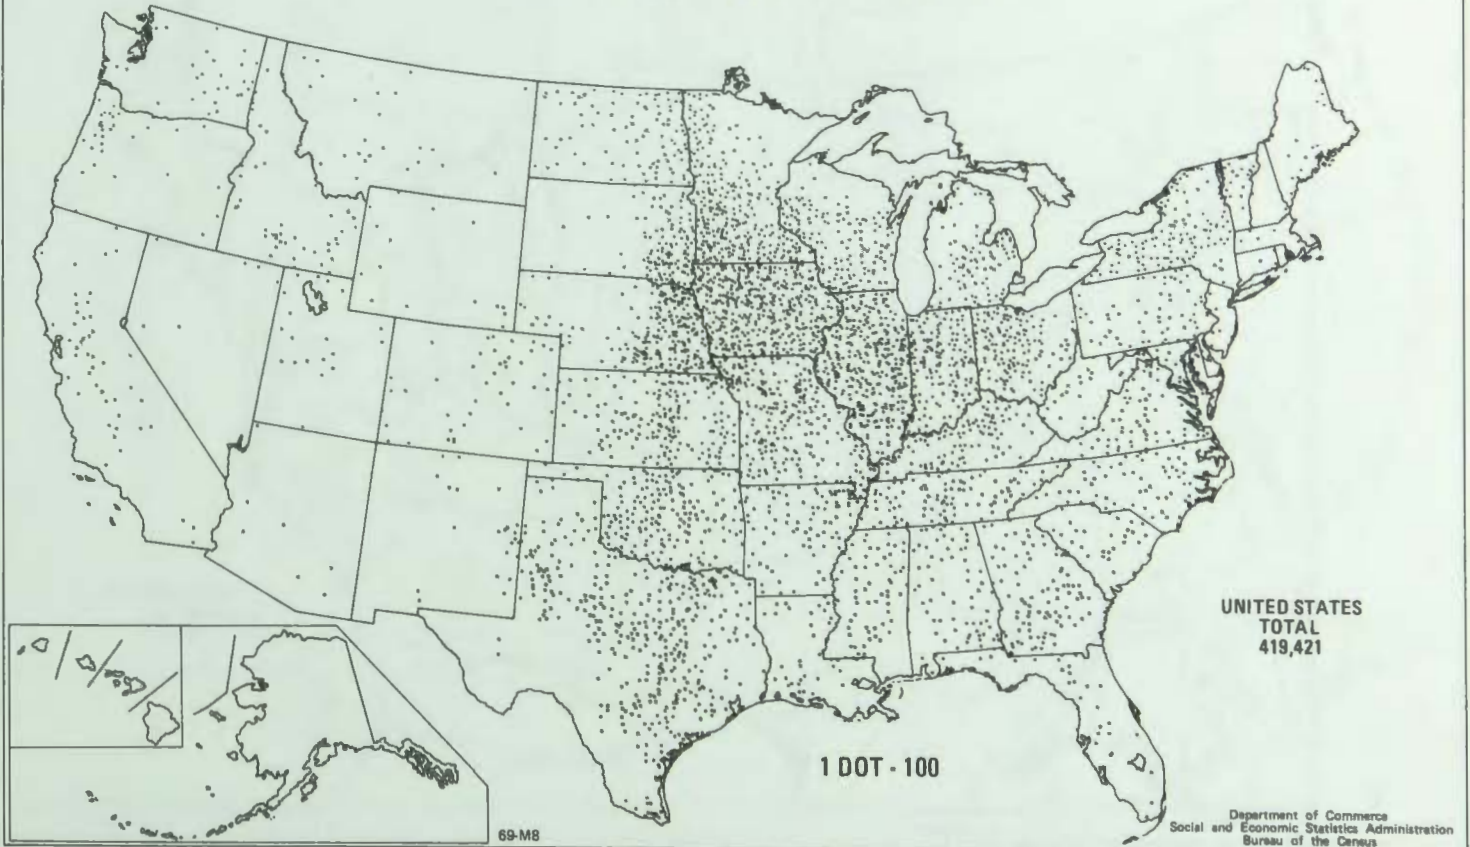 UNITED STATES
TOTAL
419,421
1 DOT - 100
69-M8
Department of Commerce
Social and Economic Statistics Administration
Bureau of the Census